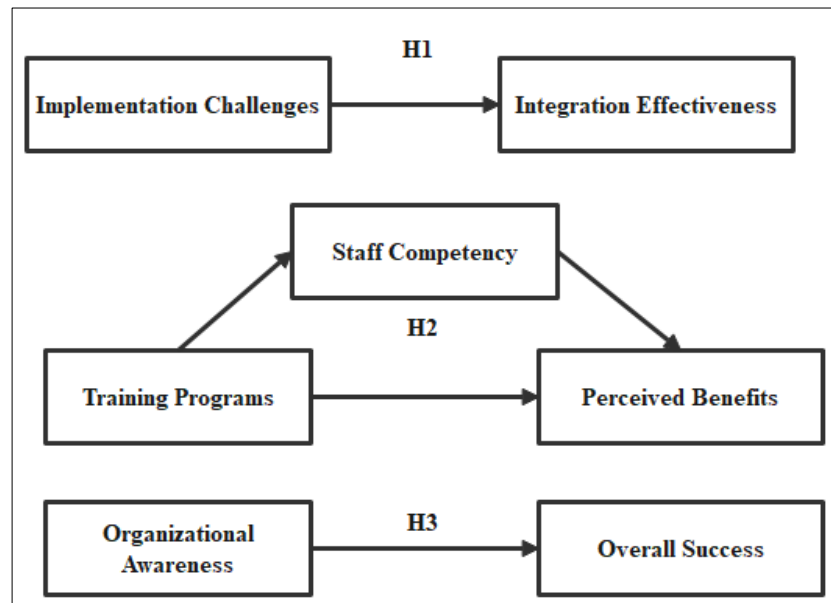 H1
Implementation Challenges
Integration Effectiveness
Staff Competency
H2
Training Programs
Perceived Benefits
Organizational
Awareness
H3
Overall Success